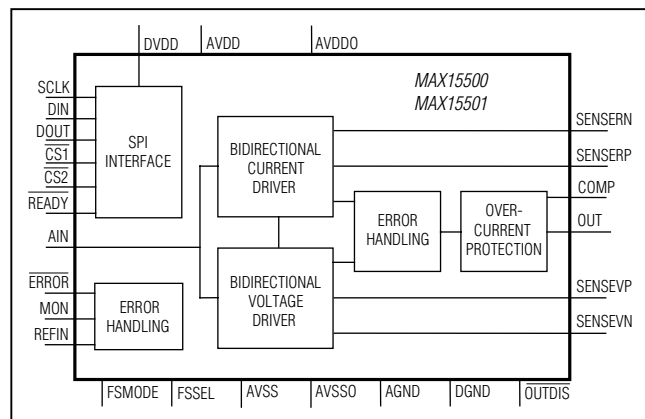 DVDD AVDD AVDDO
MAX15500
MAX15501
SCLK
DIN
DOUT
CS1
CS2
READY
AIN
ERROR
MON
REFIN
SPI
INTERFACE
ERROR
HANDLING
BIDIRECTIONAL
CURRENT
DRIVER
BIDIRECTIONAL
VOLTAGE
DRIVER
ERROR
HANDLING
OVER-
CURRENT
PROTECTION
SENSERN
SENSERP
COMP
OUT
SENSEVP
SENSEVN
FSMODE FSSEL AVSS AVSSO AGND DGND OUTDIS